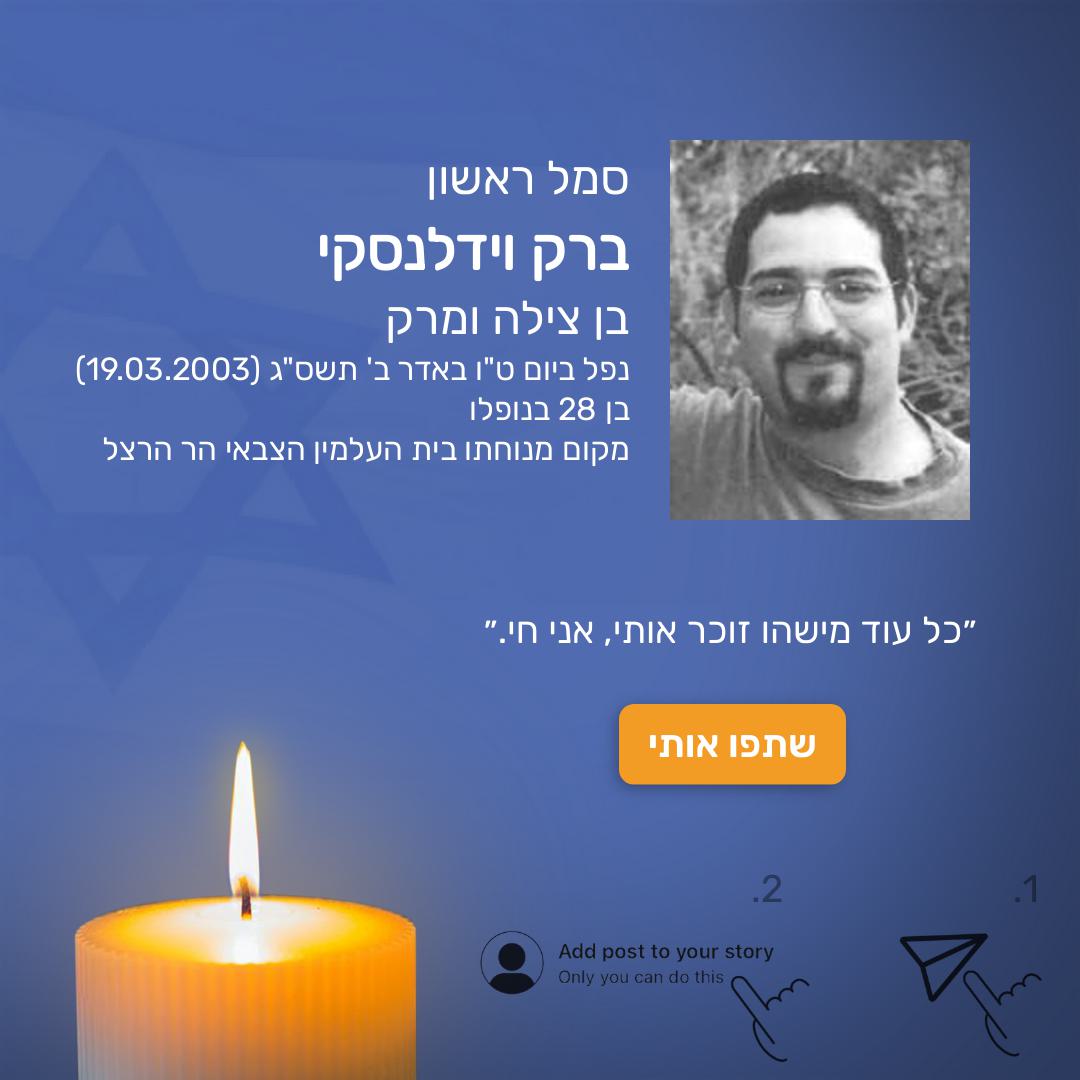 סמל ראשון
ברק וידלנסקי
בן צילה ומרק
נפל ביום ט"ו באדר ב' תשס"ג (19.03.2003)
בן 28 בנופלו
מקום מנוחתו בית העלמין הצבאי הר הרצל
״כל עוד מישהו זוכר אותי, אני חי.״
שתפו אותי
.1
.2
Add post to your story
Only you can do this